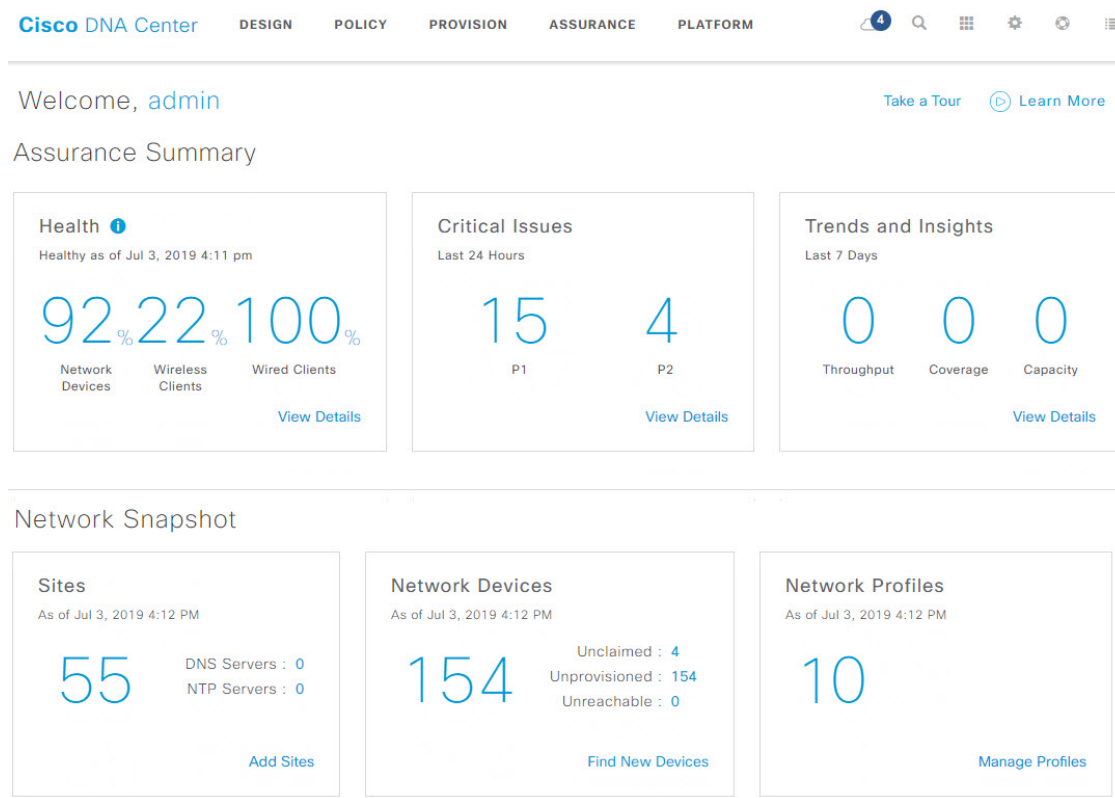 Cisco DNA Center DESIGN POLICY PROVISION ASSURANCE PLATFORM 4
Welcome, admin Take a Tour Learn More
Assurance Summary
Health
Healthy as of Jul 3, 2019 4:11 pm
92% 22% 100%
Network Devices Wireless Clients Wired Clients
View Details
Critical Issues
Last 24 Hours
15 4
P1 P2
View Details
Trends and Insights
Last 7 Days
0 0 0
Throughput Coverage Capacity
View Details
Network Snapshot
Sites
As of Jul 3, 2019 4:12 PM
55
DNS Servers : 0
NTP Servers : 0
Add Sites
Network Devices
As of Jul 3, 2019 4:12 PM
154
Unclaimed : 4
Unprovisioned : 154
Unreachable : 0
Find New Devices
Network Profiles
As of Jul 3, 2019 4:12 PM
10
Manage Profiles